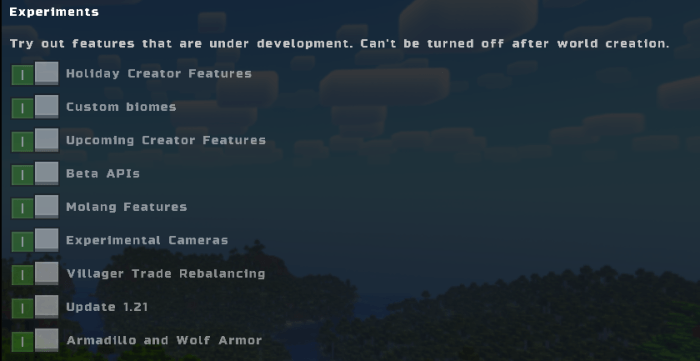 Experiments
Try out features that are under development. Can't be turned off after world creation.
Holiday Creator Features
Custom biomes
Upcoming Creator Features
Beta APIs
Molang Features
Experimental Cameras
Villager Trade Rebalancing
Update 1.21
Armadillo and Wolf Armor